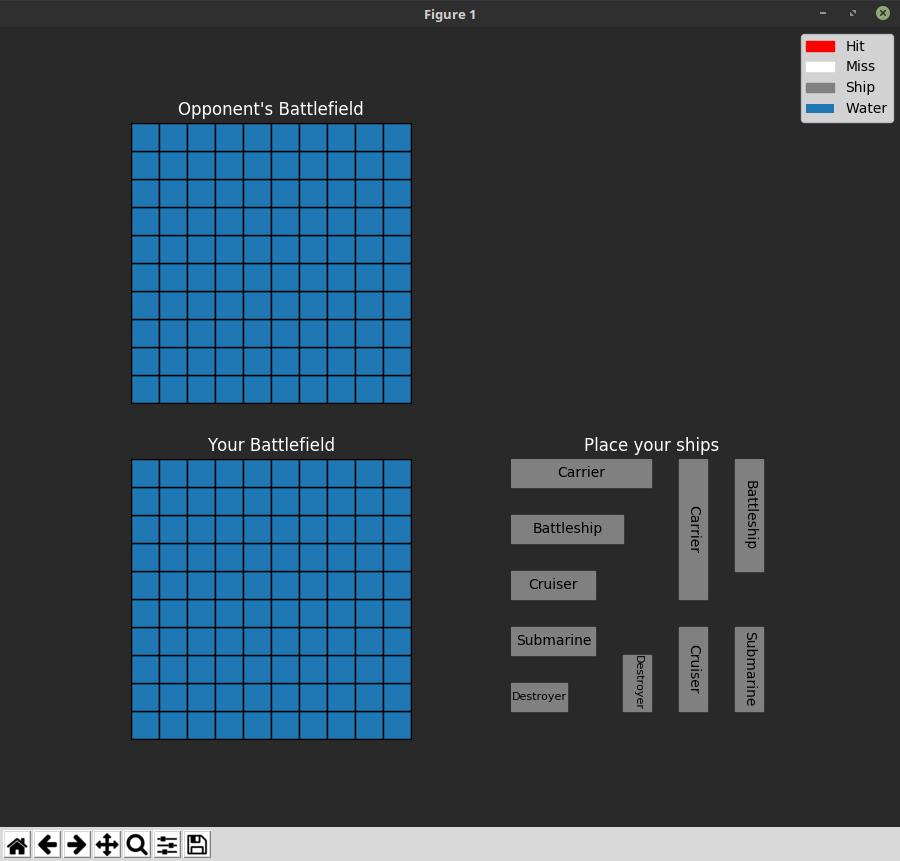 Figure 1
Hit
Miss
Ship
Water
Opponent's Battlefield
Your Battlefield
Place your ships
Carrier
Battleship
Cruiser
Submarine
Destroyer
Carrier
Battleship
Destroyer
Cruiser
Submarine